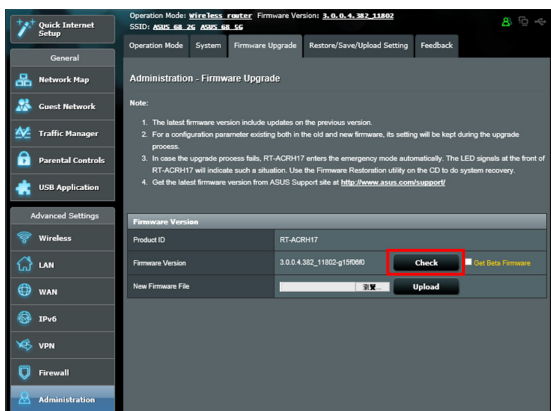 Quick Internet
Setup
Operation Mode: Wireless router Firmware Version: 3.0.0.4.382_11802
SSID: ASUS_68_2G ASUS_68_5G
Operation Mode System Firmware Upgrade Restore/Save/Upload Setting Feedback
General
Network Map
Guest Network
Traffic Manager
Parental Controls
USB Application
Advanced Settings
Wireless
LAN
WAN
IPv6
VPN
Firewall
Administration
Administration - Firmware Upgrade
Note:
1. The latest firmware version include updates on the previous version.
2. For a configuration parameter existing both in the old and new firmware, its setting will be kept during the upgrade
process.
3. In case the upgrade process fails, RT-ACRH17 enters the emergency mode automatically. The LED signals at the front of
RT-ACRH17 will indicate such a situation. Use the Firmware Restoration utility on the CD to do
system recovery.
4. Get the latest firmware version from ASUS Support site at http://www.asus.com/support/
Firmware Version
Product ID RT-ACRH17
Firmware Version 3.0.0.4.382_11802-g15f06f0 Check Get Beta Firmware
New Firmware File 瀏覽... Upload